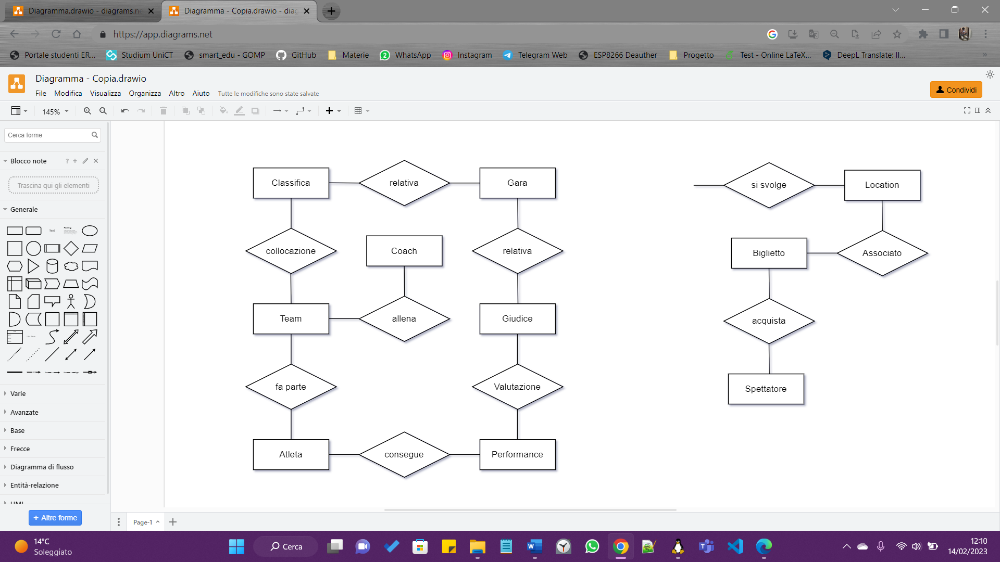 Diagramma.drawio - diagrams.ne
Diagramma - Copia.drawio - diag
https://app.diagrams.net
Portale studenti ER...
Studium UniCT
smart_edu - GOMP
GitHub
Materie
WhatsApp
Instagram
Telegram Web
ESP8266 Deauther
Progetto
Test - Online LaTeX...
DeepL Translate: Il...
Diagramma - Copia.drawio
File Modifica Visualizza Organizza Altro Aiuto Tutte le modifiche sono state salvate
Condividi
145%
Cerca forme
Blocco note
Trascina qui gli elementi
Generale
Text
Heading
List Item
Varie
Avanzate
Base
Frecce
Diagramma di flusso
Entità-relazione
UML
+ Altre forme
Classifica
relativa
Gara
si svolge
Location
collocazione
Coach
relativa
Biglietto
Associato
Team
allena
Giudice
acquista
fa parte
Valutazione
Spettatore
Atleta
consegue
Performance
Page-1
14°C
Soleggiato
Cerca
12:10
14/02/2023